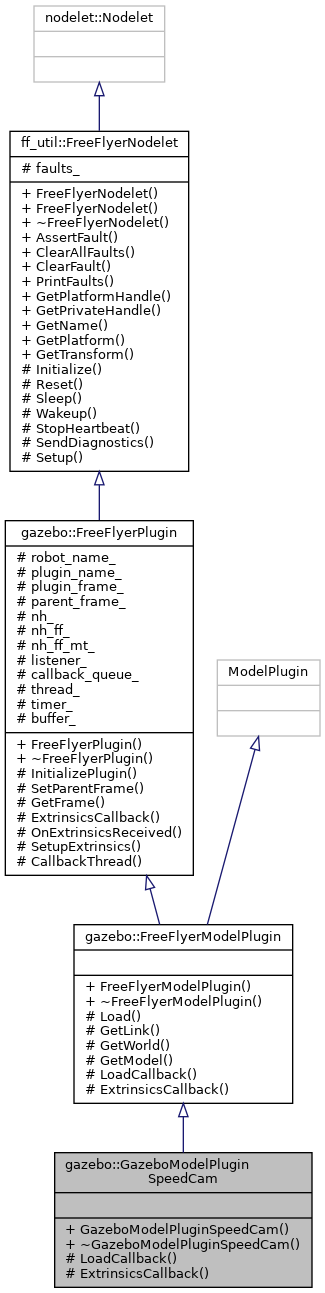 nodelet::Nodelet
ff_util::FreeFlyerNodelet
# faults_
+ FreeFlyerNodelet()
+ FreeFlyerNodelet()
+ ~FreeFlyerNodelet()
+ AssertFault()
+ ClearAllFaults()
+ ClearFault()
+ PrintFaults()
+ GetPlatformHandle()
+ GetPrivateHandle()
+ GetName()
+ GetPlatform()
+ GetTransform()
# Initialize()
# Reset()
# Sleep()
# Wakeup()
# StopHeartbeat()
# SendDiagnostics()
# Setup()
gazebo::FreeFlyerPlugin
# robot_name_
# plugin_name_
# plugin_frame_
# parent_frame_
# nh_
# nh_ff_
# nh_ff_mt_
# listener_
# callback_queue_
# thread_
# timer_
# buffer_
+ FreeFlyerPlugin()
+ ~FreeFlyerPlugin()
# InitializePlugin()
# SetParentFrame()
# GetFrame()
# ExtrinsicsCallback()
# OnExtrinsicsReceived()
# SetupExtrinsics()
# CallbackThread()
ModelPlugin
gazebo::FreeFlyerModelPlugin
+ FreeFlyerModelPlugin()
+ ~FreeFlyerModelPlugin()
# Load()
# GetLink()
# GetWorld()
# GetModel()
# LoadCallback()
# ExtrinsicsCallback()
gazebo::GazeboModelPlugin
SpeedCam
+ GazeboModelPluginSpeedCam()
+ ~GazeboModelPluginSpeedCam()
# LoadCallback()
# ExtrinsicsCallback()